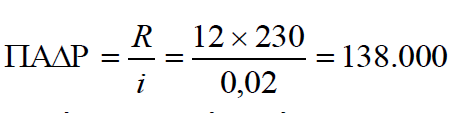 ΠΑΔΡ = R/i = 12 × 230/0,02 = 138.000